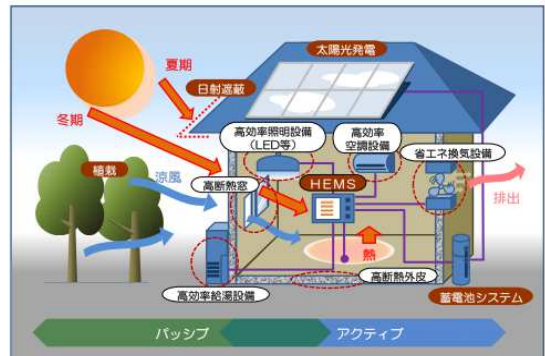 太陽光発電
夏期
日射遮蔽
冬期
高効率照明設備
(LED等)
高効率
空調設備
省エネ換気設備
植栽
涼風
高断熱窓
HEMS
排出
熱
高断熱外皮
高効率給湯設備
蓄電池システム
パッシブ
アクティブ